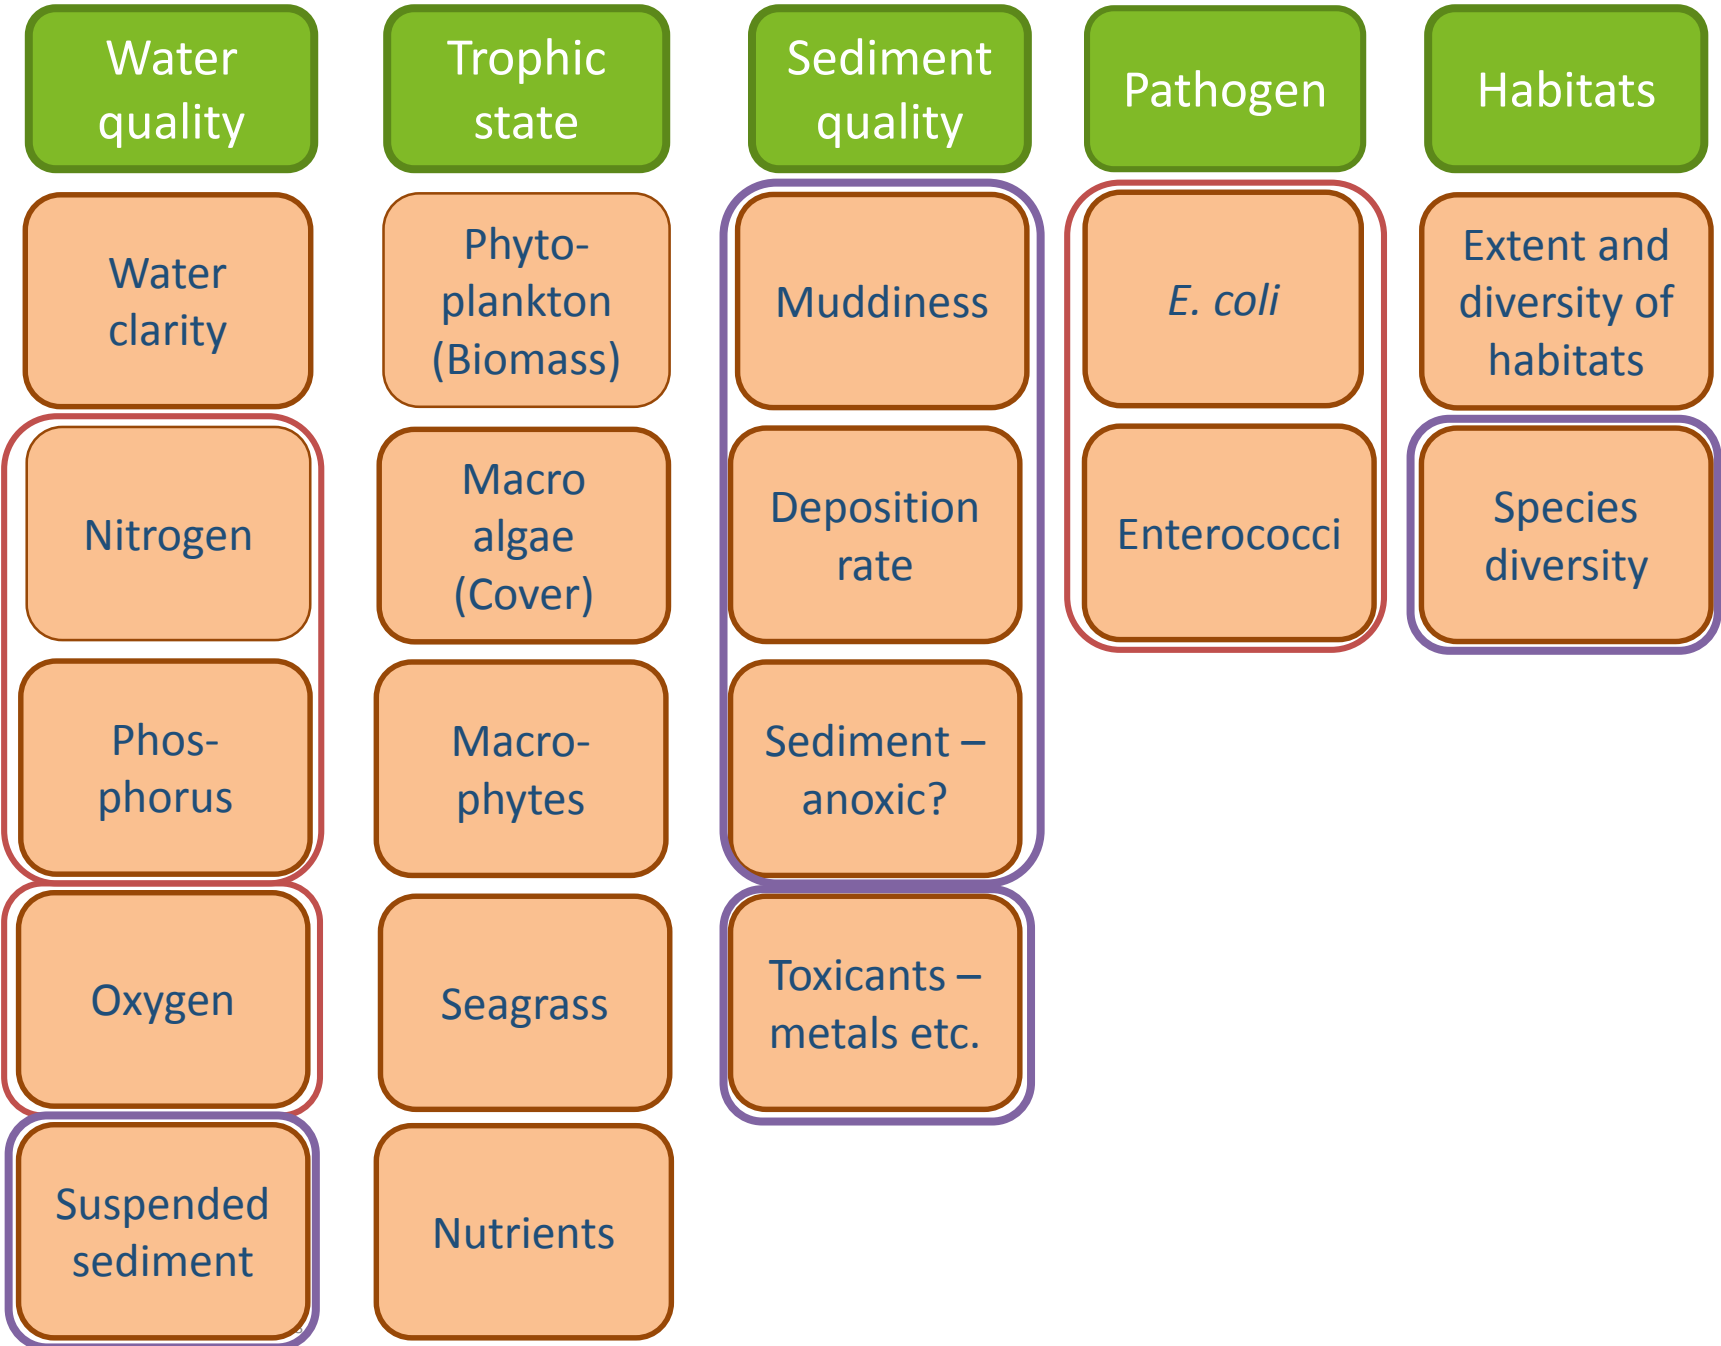 Water
quality
Trophic
state
Sediment
quality
Pathogen
Habitats
Water
clarity
Nitrogen
Phos-
phorus
Oxygen
Suspended
sediment
Phyto-
plankton
(Biomass)
Macro
algae
(Cover)
Macro-
phytes
Seagrass
Nutrients
Muddiness
Deposition
rate
Sediment –
anoxic?
Toxicants –
metals etc.
E. coli
Enterococci
Extent and
diversity of
habitats
Species
diversity